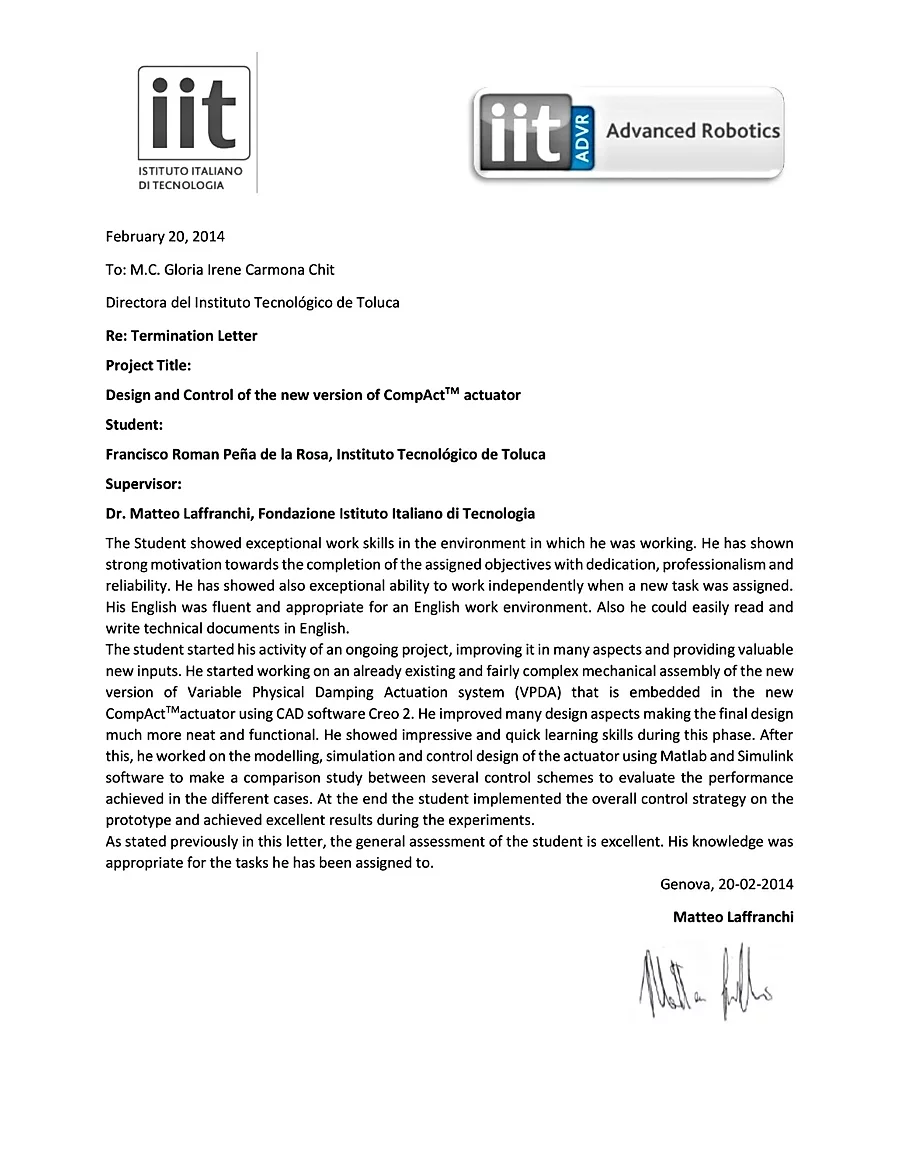 iit
ISTITUTO ITALIANO
DI TECNOLOGIA
iit
ADVR
Advanced Robotics
February 20, 2014
To: M.C. Gloria Irene Carmona Chit
Directora del Instituto Tecnológico de Toluca
Re: Termination Letter
Project Title:
Design and Control of the new version of CompAct™ actuator
Student:
Francisco Roman Peña de la Rosa, Instituto Tecnológico de Toluca
Supervisor:
Dr. Matteo Laffranchi, Fondazione Istituto Italiano di Tecnologia
The Student showed exceptional work skills in the environment in which he was working. He has shown
strong motivation towards the completion of the assigned objectives with dedication, professionalism and
reliability. He has showed also exceptional ability to work independently when a new task was assigned.
His English was fluent and appropriate for an English work environment. Also he could easily read and
write technical documents in English.
The student started his activity of an ongoing project, improving it in many aspects and providing valuable
new inputs. He started working on an already existing and fairly complex mechanical assembly of the new
version of Variable Physical Damping Actuation system (VPDA) that is embedded in the new
CompAct™actuator using CAD software Creo 2. He improved many design aspects making the final design
much more neat and functional. He showed impressive and quick learning skills during this phase. After
this, he worked on the modelling, simulation and control design of the actuator using Matlab and Simulink
software to make a comparison study between several control schemes to evaluate the performance
achieved in the different cases. At the end the student implemented the overall control strategy on the
prototype and achieved excellent results during the experiments.
As stated previously in this letter, the general assessment of the student is excellent. His knowledge was
appropriate for the tasks he has been assigned to.
Genova, 20-02-2014
Matteo Laffranchi